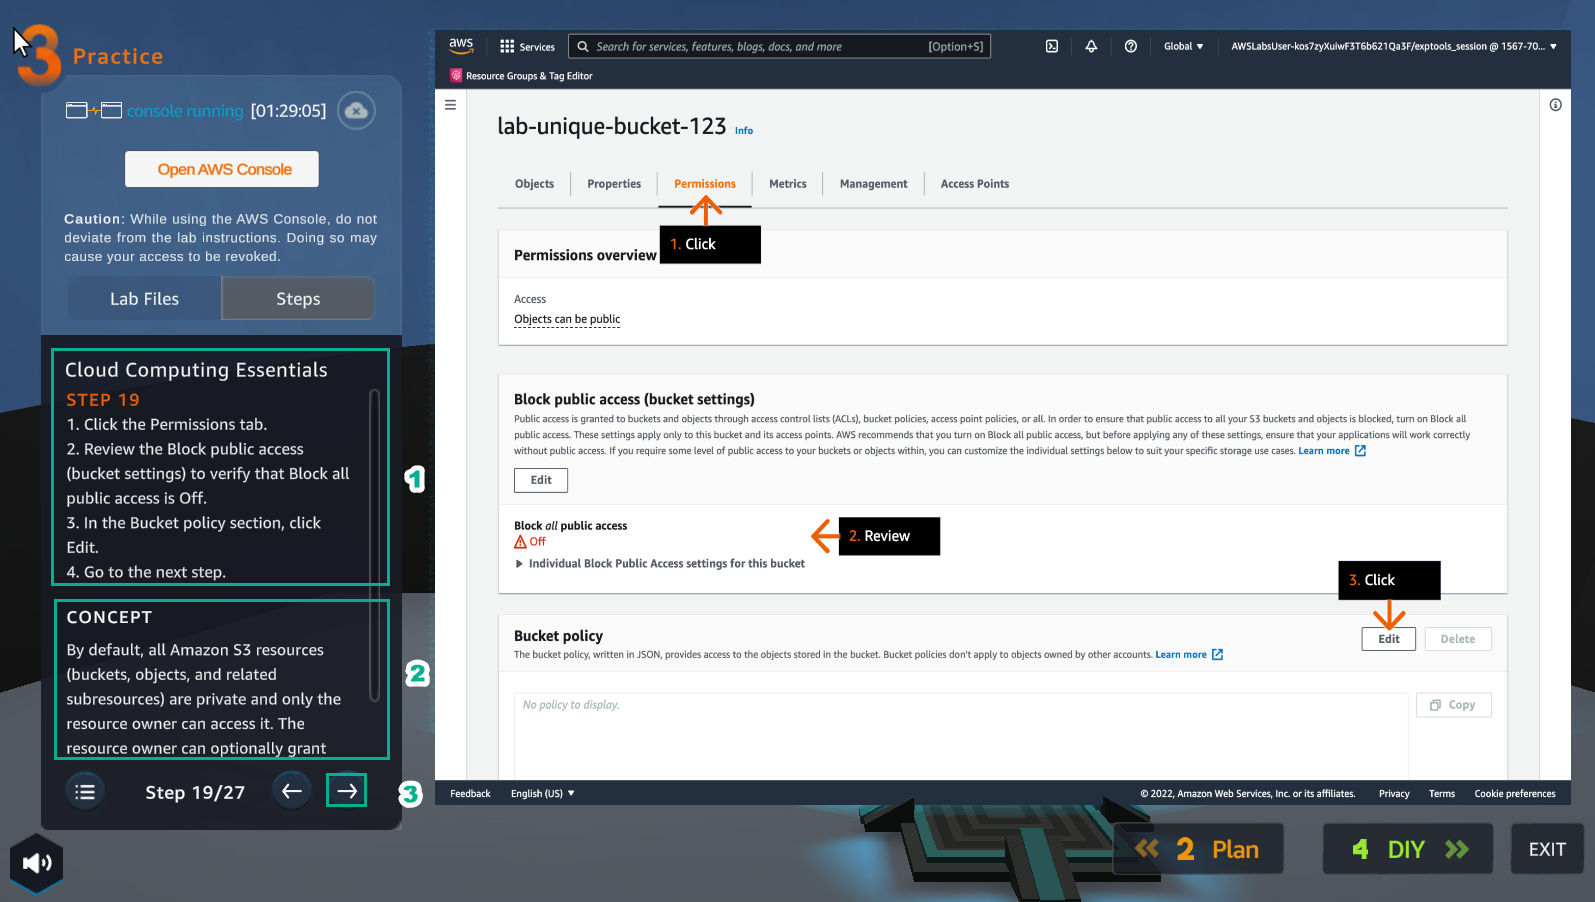 3 Practice
console running [01:29:05]
Open AWS Console
Caution: While using the AWS Console, do not
deviate from the lab instructions. Doing so may
cause your access to be revoked.
Lab Files
Steps
Cloud Computing Essentials
STEP 19
1. Click the Permissions tab.
2. Review the Block public access
(bucket settings) to verify that Block all
public access is Off.
3. In the Bucket policy section, click
Edit.
4. Go to the next step.
1
CONCEPT
By default, all Amazon S3 resources
(buckets, objects, and related
subresources) are private and only the
resource owner can access it. The
resource owner can optionally grant
2
Step 19/27
3
aws
Services
Search for services, features, blogs, docs, and more
[Option+S]
Global
AWSLabsUser-kos7zyXuiwF3T6b621Qa3F/exptools_session @ 1567-70...
Resource Groups & Tag Editor
lab-unique-bucket-123 Info
Objects
Properties
Permissions
Metrics
Management
Access Points
1. Click
Permissions overview
Access
Objects can be public
Block public access (bucket settings)
Public access is granted to buckets and objects through access control lists (ACLs), bucket policies, access point policies, or all. In order to ensure that public access to all your S3 buckets and objects is blocked, turn on Block all
public access. These settings apply only to this bucket and its access points. AWS recommends that you turn on Block all public access, but before applying any of these settings, ensure that your applications will work correctly
without public access. If you require some level of public access to your buckets or objects within, you can customize the individual settings below to suit your specific storage use cases. Learn more
Edit
Block all public access
Off
2. Review
Individual Block Public Access settings for this bucket
3. Click
Bucket policy
Edit
Delete
The bucket policy, written in JSON, provides access to the objects stored in the bucket. Bucket policies don't apply to objects owned by other accounts. Learn more
No policy to display.
Copy
Feedback
English (US)
© 2022, Amazon Web Services, Inc. or its affiliates.
Privacy
Terms
Cookie preferences
2 Plan
4 DIY
EXIT